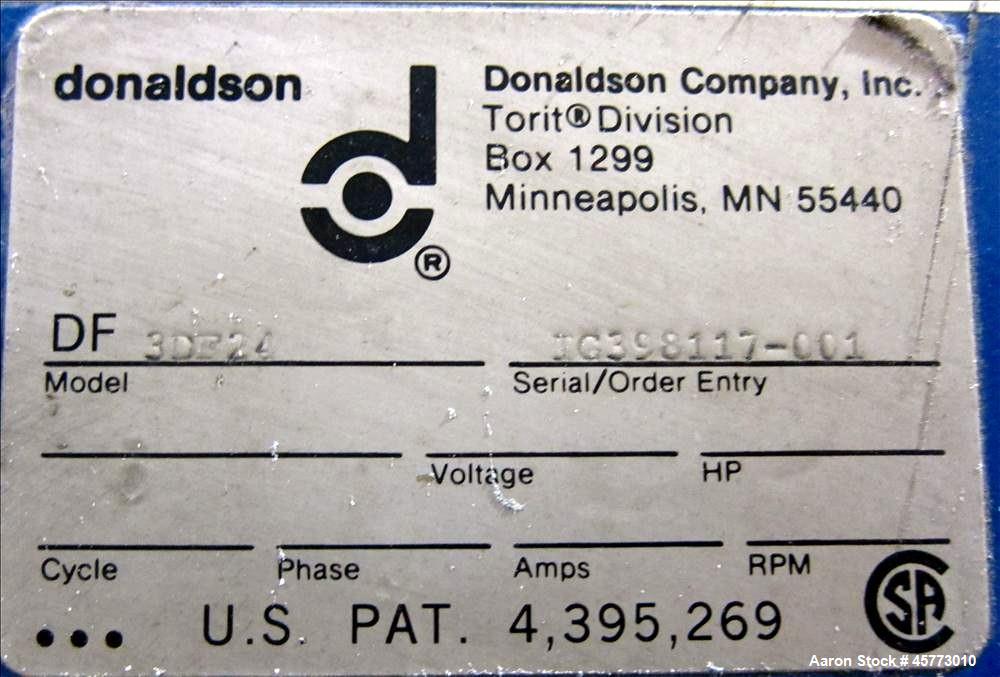 donaldson
Donaldson Company, Inc.
Torit® Division
Box 1299
Minneapolis, MN 55440
®
DF 3DF24
IG398117-001
Model
Serial/Order Entry
Voltage
HP
Cycle
Phase
Amps
RPM
U.S. PAT. 4,395,269
CSA
Aaron Stock # 45773010